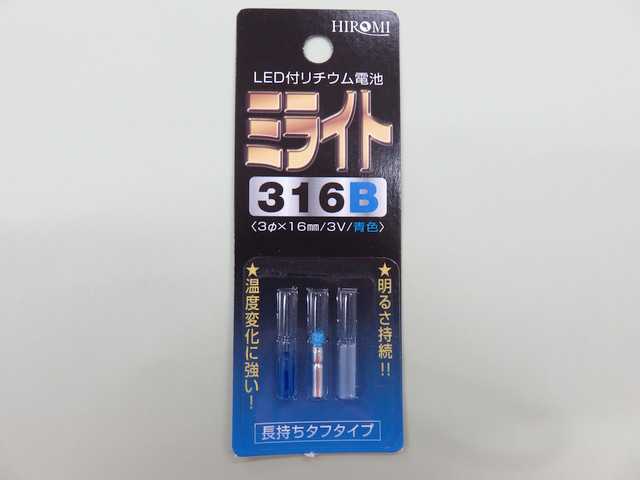 HIROMI
LED付リチウム電池
ミライト
316B
〈3φ×16㎜/3V/青色〉
★温度変化に強い!
★明るさ持続!!
長持ちタフタイプ